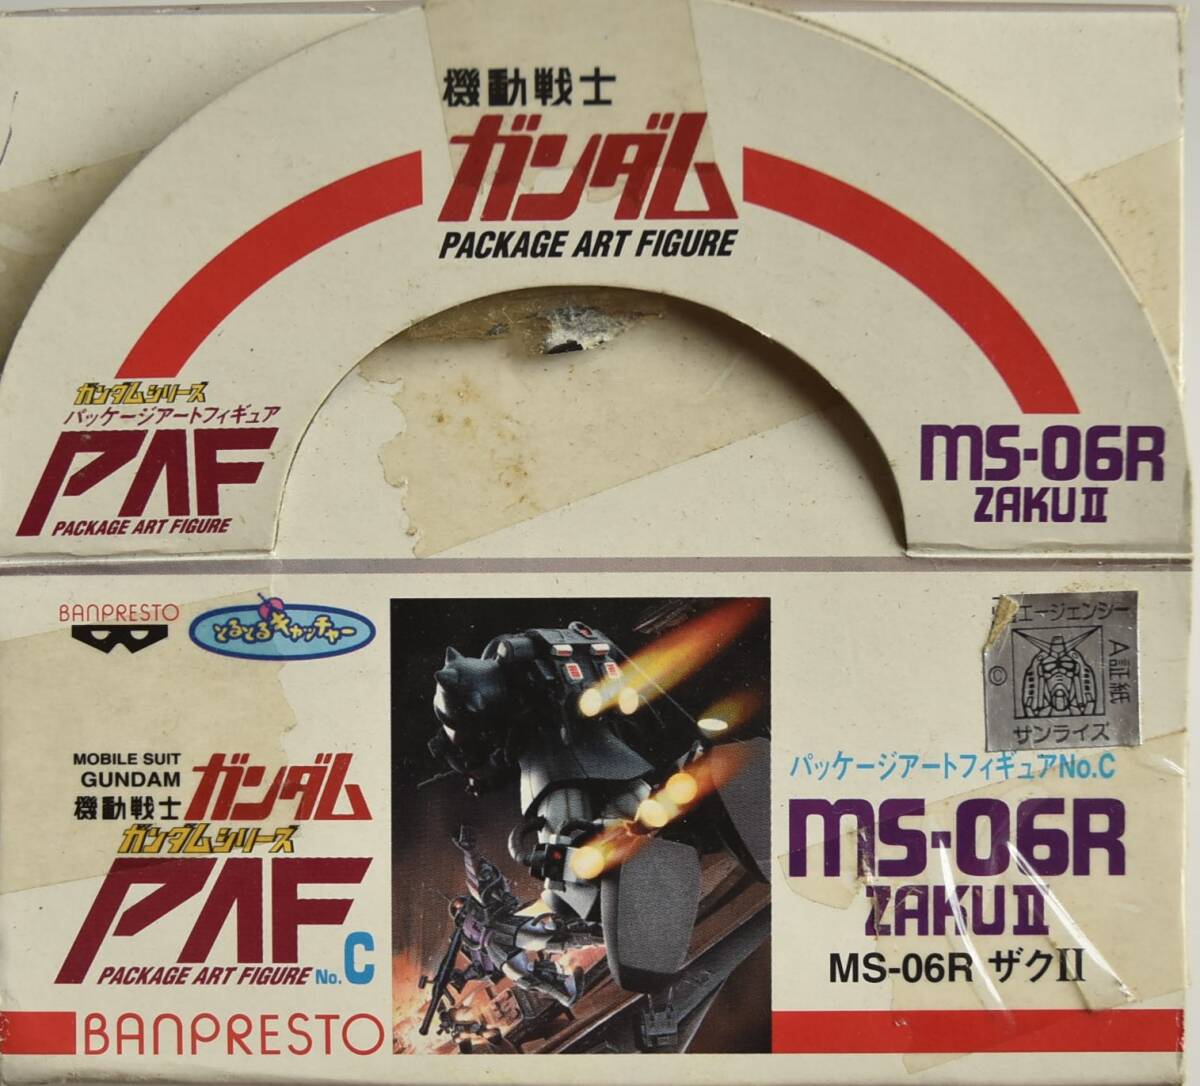 機動戦士
ガンダム
PACKAGE ART FIGURE
ガンダムシリーズ
パッケージアートフィギュア
PAF
PACKAGE ART FIGURE
MS-06R
ZAKU II
BANPRESTO
とるとるキャッチャー
エージェンシー
A証紙
©
サンライズ
MOBILE SUIT
GUNDAM
機動戦士
ガンダム
ガンダムシリーズ
PAF
PACKAGE ART FIGURE No.C
BANPRESTO
パッケージアートフィギュアNo.C
MS-06R
ZAKU II
MS-06R ザクII